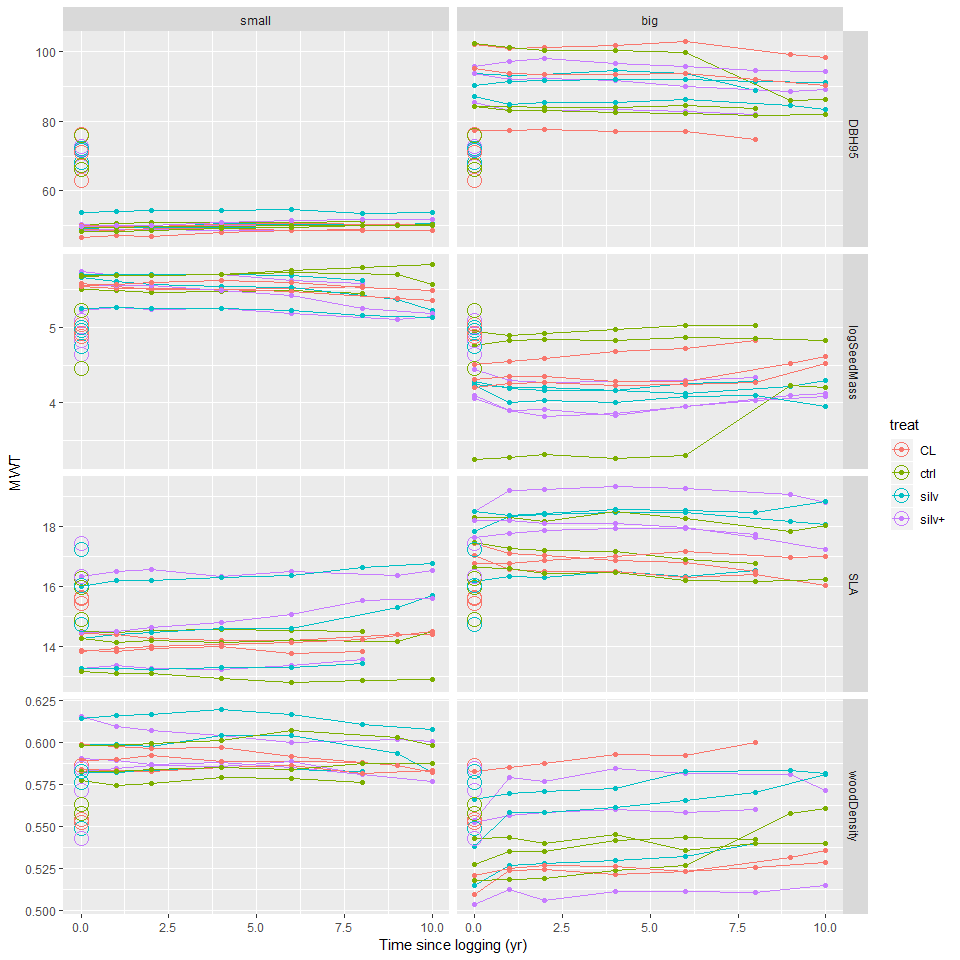 small big
100
80
60
DBH95
5
4
logSeedMass
18
16
14
SLA
0.625
0.600
0.575
0.550
0.525
0.500
woodDensity
0.0 2.5 5.0 7.5 10.0 0.0 2.5 5.0 7.5 10.0
Time since logging (yr)
MWT
treat
CL
ctrl
silv
silv+